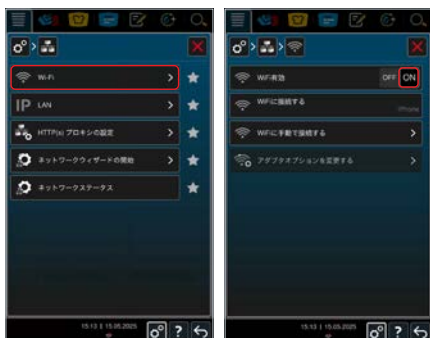 Wi-Fi
IP LAN
HTTP(s) プロキシの設定
ネットワークウィザードの開始
ネットワークステータス
15:13 | 15.05.2025
?
WiFi有効 OFF ON
WiFiに接続する
iPhone
WiFiに手動で接続する
アダプタオプションを変更する
15:13 | 15.05.2025
?